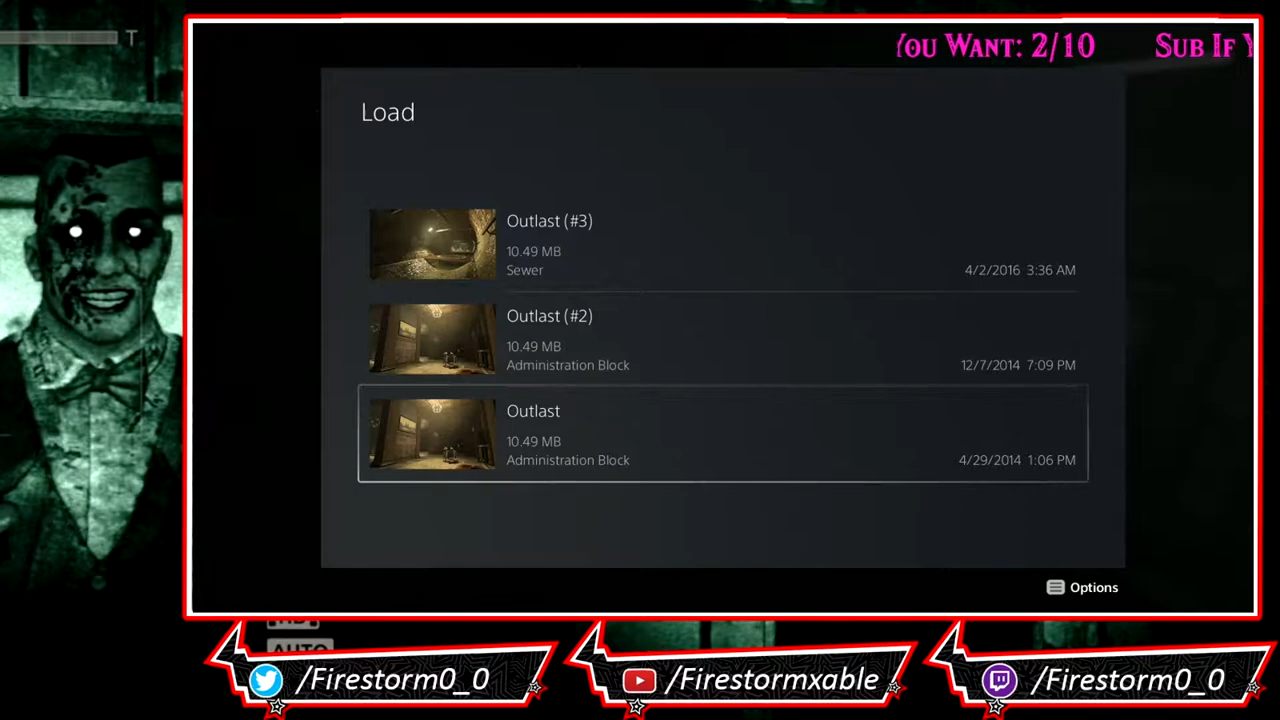 T
YOU WANT: 2/10 SUB IF
Load
Outlast (#3)
10.49 MB
Sewer
4/2/2016 3:36 AM
Outlast (#2)
10.49 MB
Administration Block
12/7/2014 7:09 PM
Outlast
10.49 MB
Administration Block
4/29/2014 1:06 PM
Options
AUTO
/Firestorm0_0
/Firestormxable
/Firestorm0_0